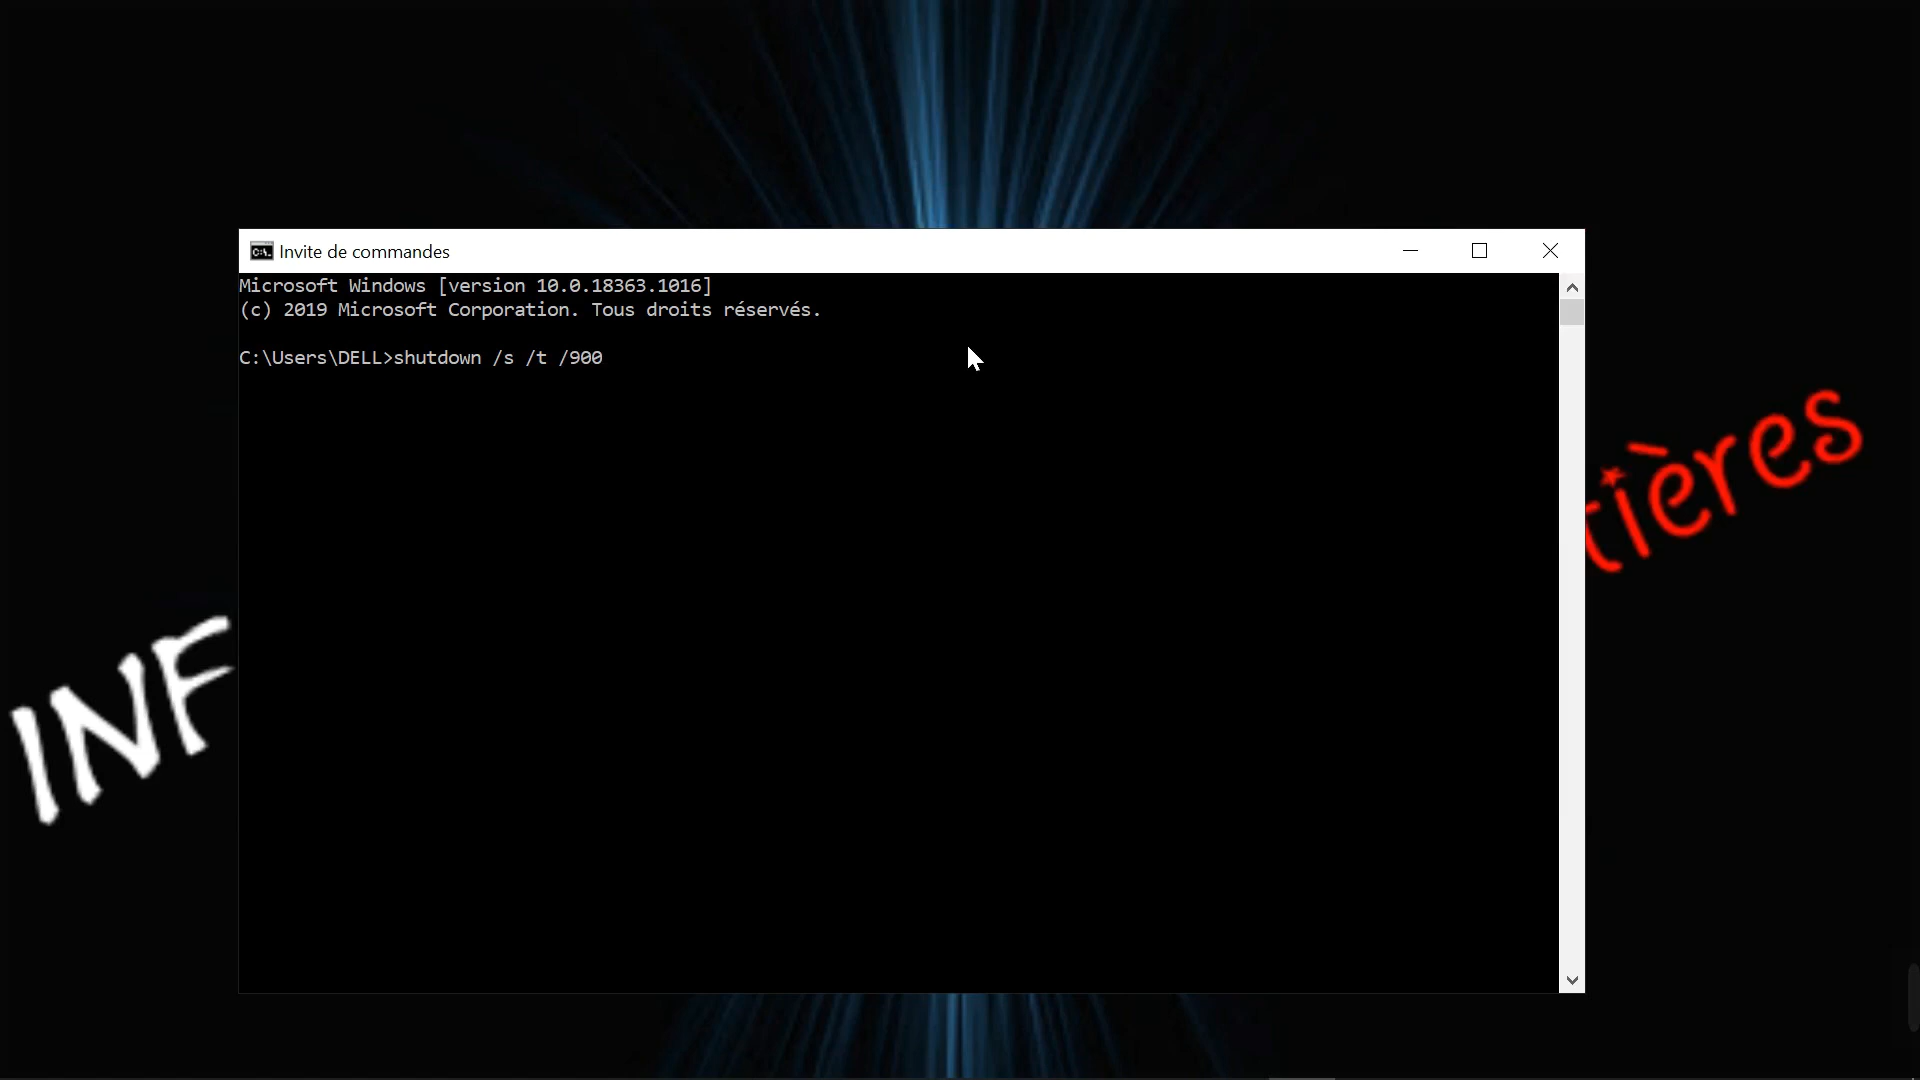 Invite de commandes
Microsoft Windows [version 10.0.18363.1016]
(c) 2019 Microsoft Corporation. Tous droits réservés.
C:\Users\DELL>shutdown /s /t /900
tières
INF